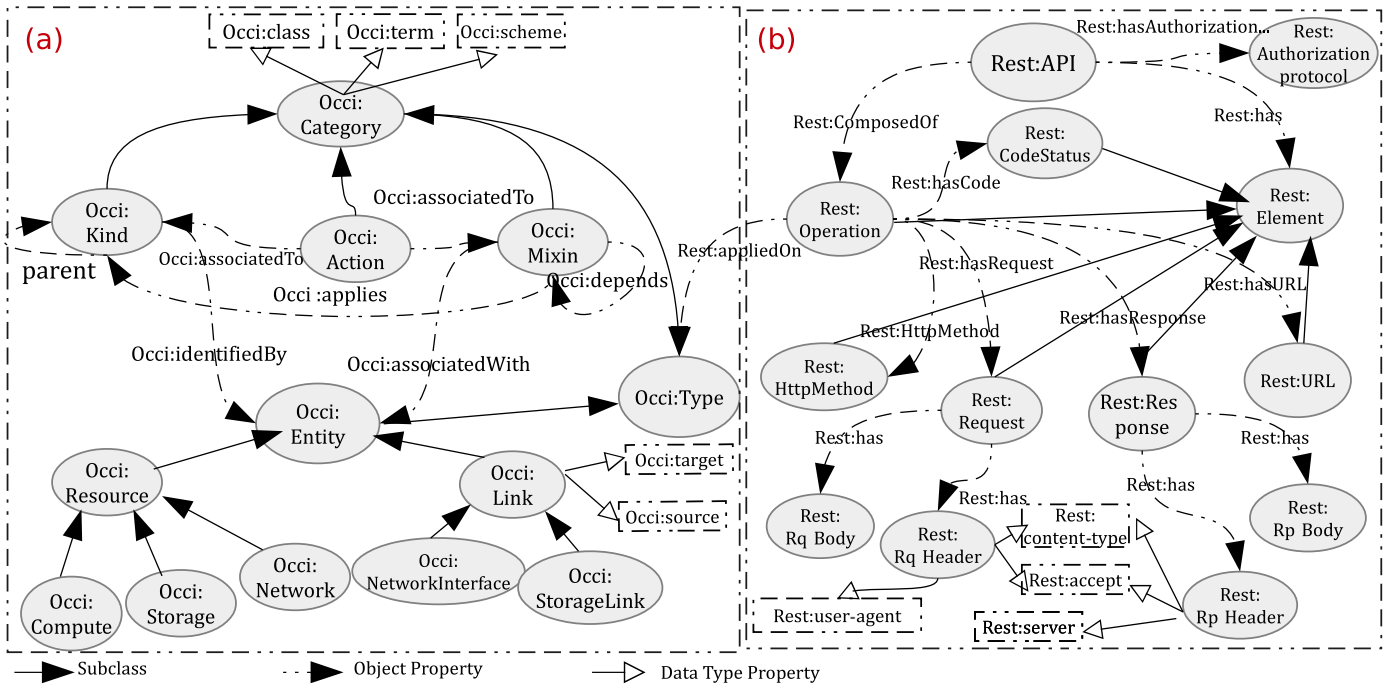 (a)
Occi:class
Occi:term
Occi:scheme
Occi:
Category
Occi:associatedTo
Occi:
Kind
Occi:
Action
Occi:
Mixin
Occi:associatedTo
parent
Occi :applies
Occi:depends
Occi:identifiedBy
Occi:associatedWith
Occi:Type
Occi:
Entity
Occi:
Resource
Occi:
Link
Occi:target
Occi:source
Occi:
Compute
Occi:
Storage
Occi:
Network
Occi:
NetworkInterface
Occi:
StorageLink
(b)
Rest:API
Rest:hasAuthorization...
Rest:
Authorization
protocol
Rest:ComposedOf
Rest:has
Rest:
CodeStatus
Rest:hasCode
Rest:
Operation
Rest:
Element
Rest:appliedOn
Rest:hasRequest
Rest:hasURL
Rest:HttpMethod
Rest:hasResponse
Rest:
HttpMethod
Rest:
Request
Rest:Res
ponse
Rest:URL
Rest:has
Rest:has
Rest:has
Rest:has
Rest:
Rq Body
Rest:
Rq Header
Rest:
content-type
Rest:
Rp Body
Rest:accept
Rest:user-agent
Rest:server
Rest:
Rp Header
Subclass
Object Property
Data Type Property